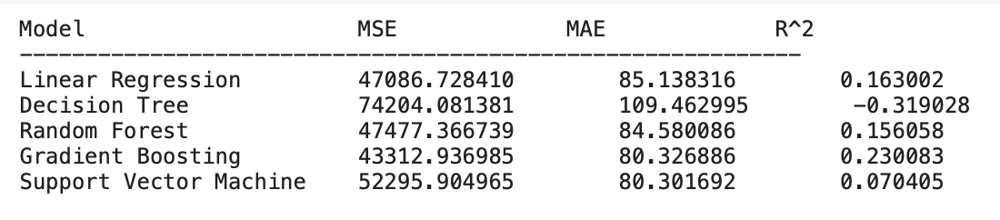 Model MSE MAE R^2
------------------------------------------------------------
Linear Regression 47086.728410 85.138316 0.163002
Decision Tree 74204.081381 109.462995 -0.319028
Random Forest 47477.366739 84.580086 0.156058
Gradient Boosting 43312.936985 80.326886 0.230083
Support Vector Machine 52295.904965 80.301692 0.070405